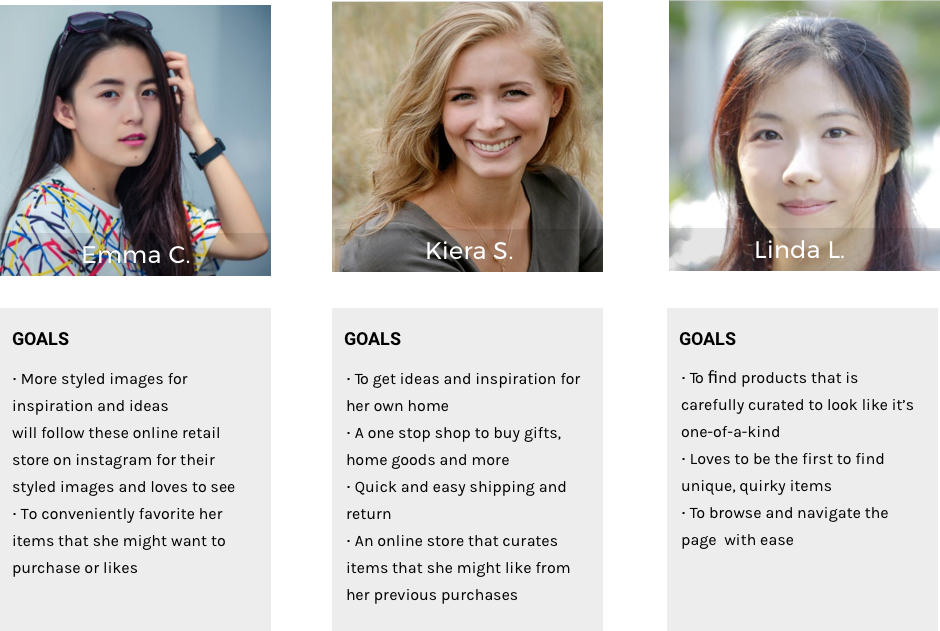 Emma C.
GOALS
· More styled images for
inspiration and ideas
will follow these online retail
store on instagram for their
styled images and loves to see
· To conveniently favorite her
items that she might want to
purchase or likes
Kiera S.
GOALS
· To get ideas and inspiration for
her own home
· A one stop shop to buy gifts,
home goods and more
· Quick and easy shipping and
return
· An online store that curates
items that she might like from
her previous purchases
Linda L.
GOALS
· To find products that is
carefully curated to look like it’s
one-of-a-kind
· Loves to be the first to find
unique, quirky items
· To browse and navigate the
page  with ease